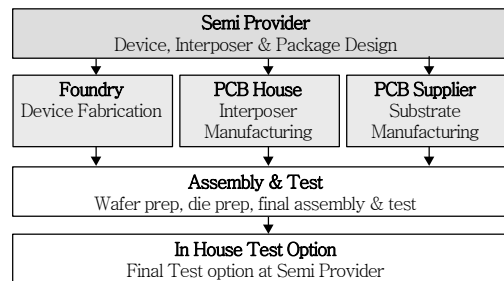 Semi Provider
Device, Interposer & Package Design
Foundry
Device Fabrication
PCB House
Interposer
Manufacturing
PCB Supplier
Substrate
Manufacturing
Assembly & Test
Wafer prep, die prep, final assembly & test
In House Test Option
Final Test option at Semi Provider